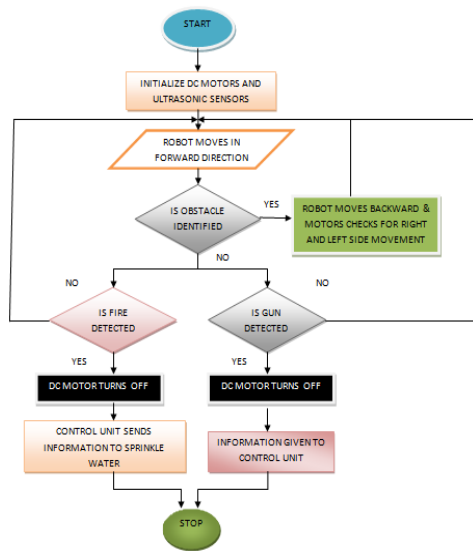 START
INITIALIZE DC MOTORS AND
ULTRASONIC SENSORS
ROBOT MOVES IN
FORWARD DIRECTION
IS OBSTACLE
IDENTIFIED
YES
ROBOT MOVES BACKWARD &
MOTORS CHECKS FOR RIGHT
AND LEFT SIDE MOVEMENT
NO
NO
NO
IS FIRE
DETECTED
IS GUN
DETECTED
YES
YES
DC MOTOR TURNS OFF
DC MOTOR TURNS OFF
CONTROL UNIT SENDS
INFORMATION TO SPRINKLE
WATER
INFORMATION GIVEN TO
CONTROL UNIT
STOP